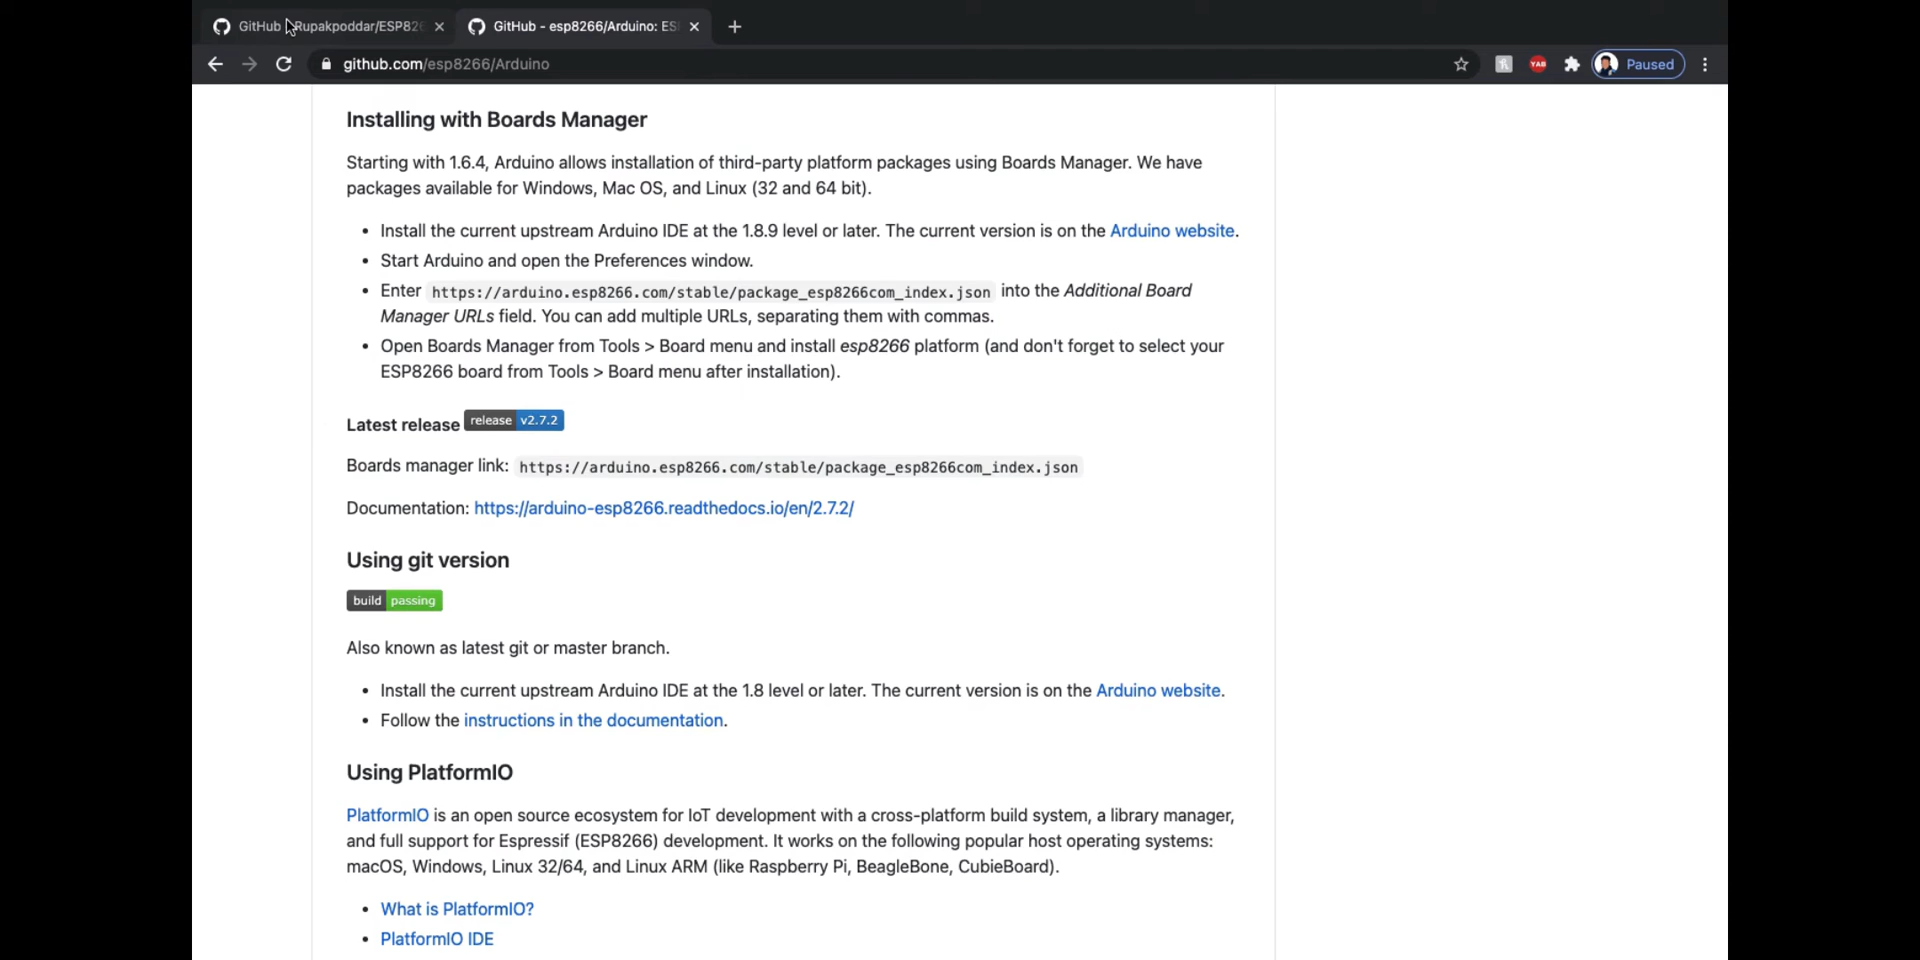 GitHub - Rupakpoddar/ESP82
GitHub - esp8266/Arduino: ES
github.com/esp8266/Arduino
YAB
Paused
Installing with Boards Manager
Starting with 1.6.4, Arduino allows installation of third-party platform packages using Boards Manager. We have
packages available for Windows, Mac OS, and Linux (32 and 64 bit).
• Install the current upstream Arduino IDE at the 1.8.9 level or later. The current version is on the Arduino website.
• Start Arduino and open the Preferences window.
• Enter https://arduino.esp8266.com/stable/package_esp8266com_index.json into the Additional Board
Manager URLs field. You can add multiple URLs, separating them with commas.
• Open Boards Manager from Tools > Board menu and install esp8266 platform (and don't forget to select your
ESP8266 board from Tools > Board menu after installation).
Latest release release v2.7.2
Boards manager link: https://arduino.esp8266.com/stable/package_esp8266com_index.json
Documentation: https://arduino-esp8266.readthedocs.io/en/2.7.2/
Using git version
build passing
Also known as latest git or master branch.
• Install the current upstream Arduino IDE at the 1.8 level or later. The current version is on the Arduino website.
• Follow the instructions in the documentation.
Using PlatformIO
PlatformIO is an open source ecosystem for IoT development with a cross-platform build system, a library manager,
and full support for Espressif (ESP8266) development. It works on the following popular host operating systems:
macOS, Windows, Linux 32/64, and Linux ARM (like Raspberry Pi, BeagleBone, CubieBoard).
• What is PlatformIO?
• PlatformIO IDE